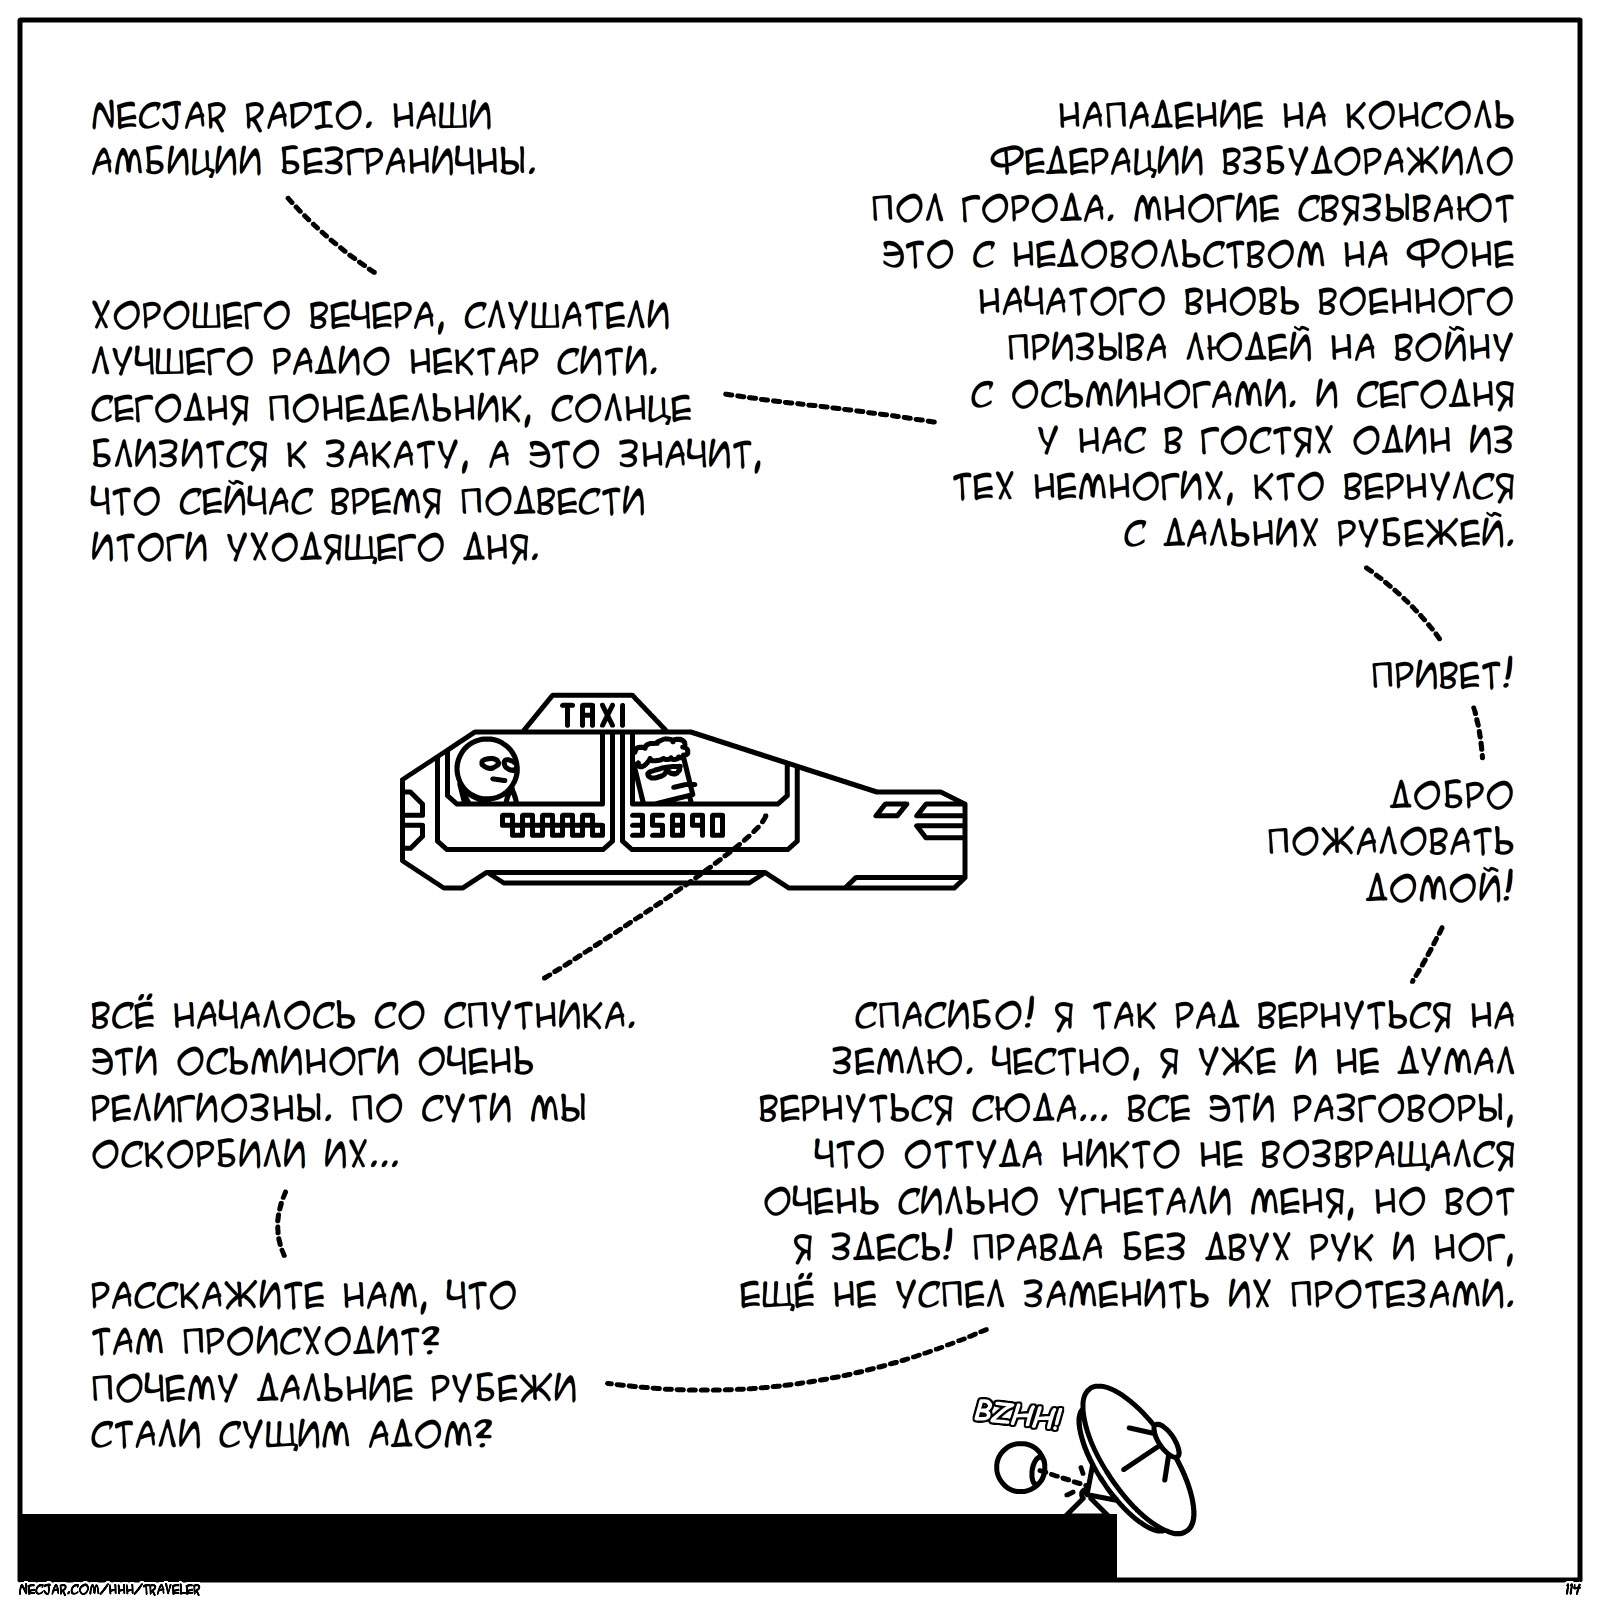 NECJAR RADIO. НАШИ
АМБИЦИИ БЕЗГРАНИЧНЫ.
ХОРОШЕГО ВЕЧЕРА, СЛУШАТЕЛИ
ЛУЧШЕГО РАДИО НЕКТАР СИТИ.
СЕГОДНЯ ПОНЕДЕЛЬНИК, СОЛНЦЕ
БЛИЗИТСЯ К ЗАКАТУ, А ЭТО ЗНАЧИТ,
ЧТО СЕЙЧАС ВРЕМЯ ПОДВЕСТИ
ИТОГИ УХОДЯЩЕГО ДНЯ.
НАПАДЕНИЕ НА КОНСОЛЬ
ФЕДЕРАЦИИ ВЗБУДОРАЖИЛО
ПОЛ ГОРОДА. МНОГИЕ СВЯЗЫВАЮТ
ЭТО С НЕДОВОЛЬСТВОМ НА ФОНЕ
НАЧАТОГО ВНОВЬ ВОЕННОГО
ПРИЗЫВА ЛЮДЕЙ НА ВОЙНУ
С ОСЬМИНОГАМИ. И СЕГОДНЯ
У НАС В ГОСТЯХ ОДИН ИЗ
ТЕХ НЕМНОГИХ, КТО ВЕРНУЛСЯ
С ДАЛЬНИХ РУБЕЖЕЙ.
ПРИВЕТ!
ДОБРО
ПОЖАЛОВАТЬ
ДОМОЙ!
СПАСИБО! Я ТАК РАД ВЕРНУТЬСЯ НА
ЗЕМЛЮ. ЧЕСТНО, Я УЖЕ И НЕ ДУМАЛ
ВЕРНУТЬСЯ СЮДА... ВСЕ ЭТИ РАЗГОВОРЫ,
ЧТО ОТТУДА НИКТО НЕ ВОЗВРАЩАЛСЯ
ОЧЕНЬ СИЛЬНО УГНЕТАЛИ МЕНЯ, НО ВОТ
Я ЗДЕСЬ! ПРАВДА БЕЗ ДВУХ РУК И НОГ,
ЕЩЁ НЕ УСПЕЛ ЗАМЕНИТЬ ИХ ПРОТЕЗАМИ.
РАССКАЖИТЕ НАМ, ЧТО
ТАМ ПРОИСХОДИТ?
ПОЧЕМУ ДАЛЬНИЕ РУБЕЖИ
СТАЛИ СУЩИМ АДОМ?
ВСЁ НАЧАЛОСЬ СО СПУТНИКА.
ЭТИ ОСЬМИНОГИ ОЧЕНЬ
РЕЛИГИОЗНЫ. ПО СУТИ МЫ
ОСКОРБИЛИ ИХ...
TAXI
35890
BZHH!
NECJAR.COM/HHH/TRAVELER
114